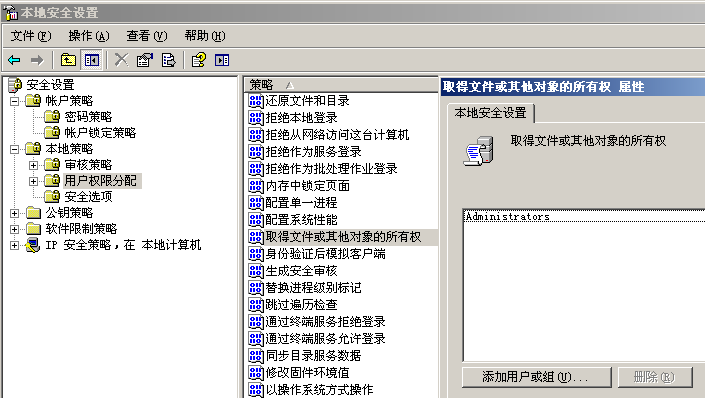 本地安全设置
文件(F) 操作(A) 查看(V) 帮助(H)
安全设置
帐户策略
密码策略
帐户锁定策略
本地策略
审核策略
用户权限分配
安全选项
公钥策略
软件限制策略
IP 安全策略，在 本地计算机
策略
还原文件和目录
拒绝本地登录
拒绝从网络访问这台计算机
拒绝作为服务登录
拒绝作为批处理作业登录
内存中锁定页面
配置单一进程
配置系统性能
取得文件或其他对象的所有权
身份验证后模拟客户端
生成安全审核
替换进程级别标记
跳过遍历检查
通过终端服务拒绝登录
通过终端服务允许登录
同步目录服务数据
修改固件环境值
以操作系统方式操作
取得文件或其他对象的所有权 属性
本地安全设置
取得文件或其他对象的所有权
Administrators
添加用户或组(U)... 删除(R)